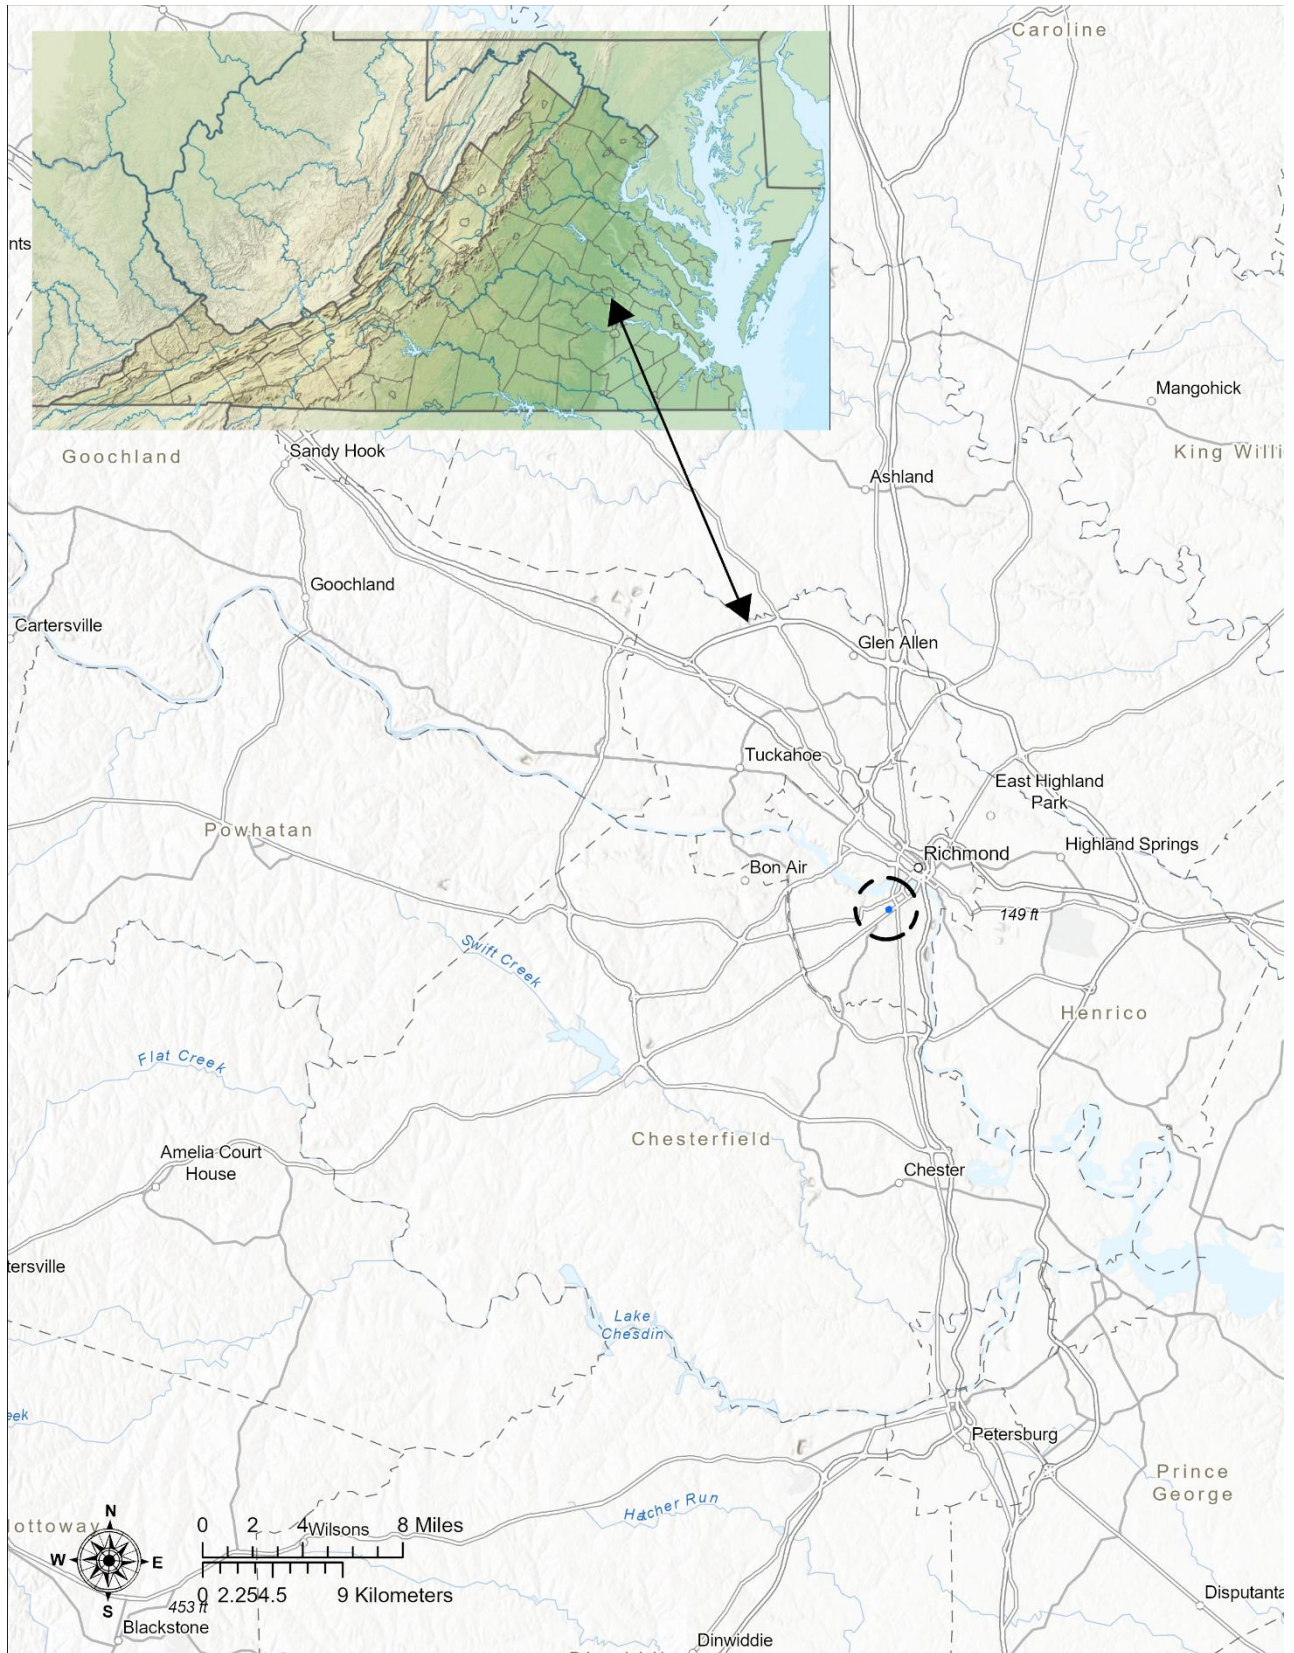 Caroline
nts
Mangohick
Goochland
Sandy Hook
King Willi
Ashland
Goochland
Cartersville
Glen Allen
Tuckahoe
East Highland
Park
Powhatan
Richmond
Highland Springs
Bon Air
149 ft
Swift Creek
Henrico
Flat Creek
Chesterfield
Amelia Court
House
Chester
tersville
Lake
Chesdin
eek
Petersburg
Prince
George
Hatcher Run
N
W E
S
lottoway
0 2 4 8 Miles
Wilsons
0 2.25 4.5 9 Kilometers
453 ft
Blackstone
Disputanta
Dinwiddie